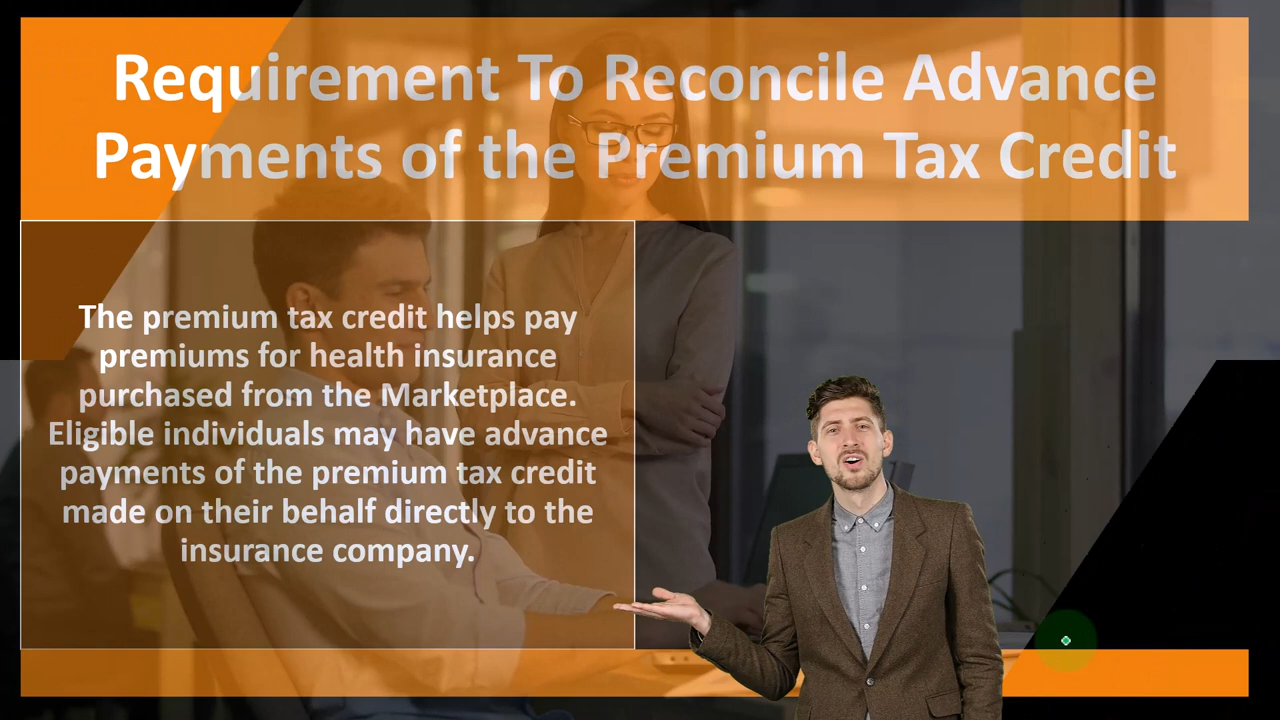 Requirement To Reconcile Advance
Payments of the Premium Tax Credit
The premium tax credit helps pay
premiums for health insurance
purchased from the Marketplace.
Eligible individuals may have advance
payments of the premium tax credit
made on their behalf directly to the
insurance company.